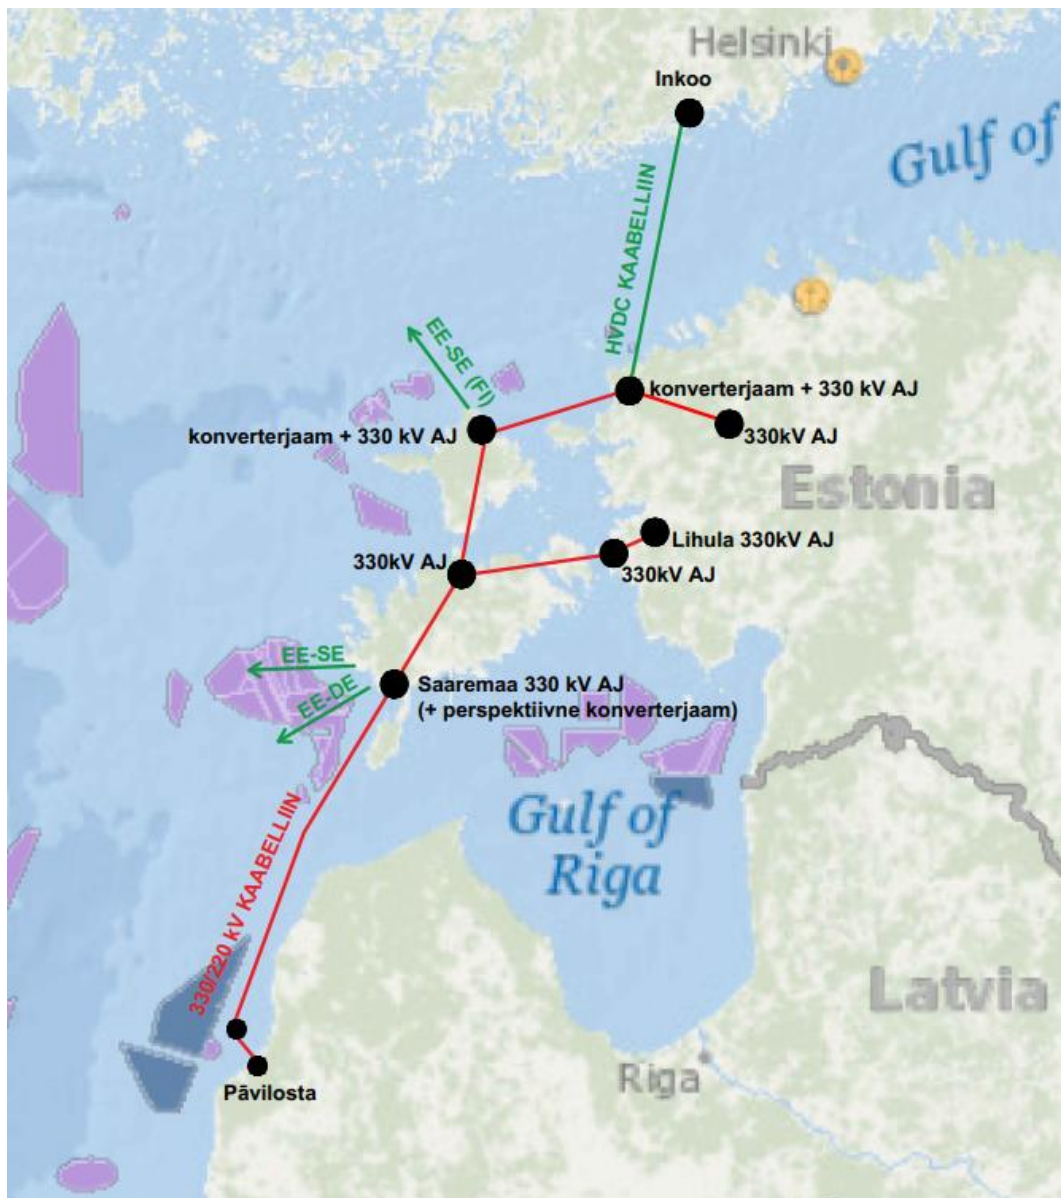 Helsinki
Inkoo
Gulf of
HVDC KAABELLIIN
EE-SE (FI)
konverterjaam + 330 kV AJ
konverterjaam + 330 kV AJ
330kV AJ
Estonia
Lihula 330kV AJ
330kV AJ
330kV AJ
EE-SE
EE-DE
Saaremaa 330 kV AJ
(+ perspektiivne konverterjaam)
Gulf of
Riga
330/220 kV KAABELLIIN
Latvia
Riga
Pāvilosta